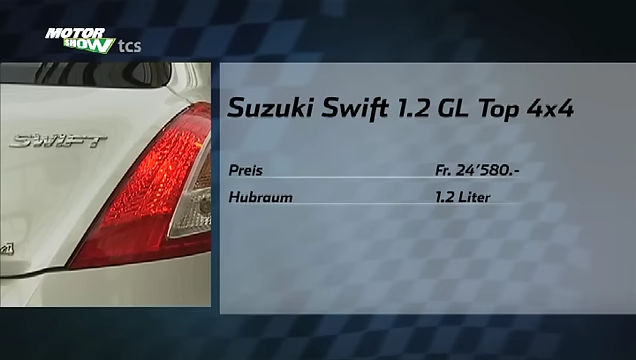 MOTOR
SHOW tcs
SWIFT
Suzuki Swift 1.2 GL Top 4x4
Preis Fr. 24'580.-
Hubraum 1.2 Liter